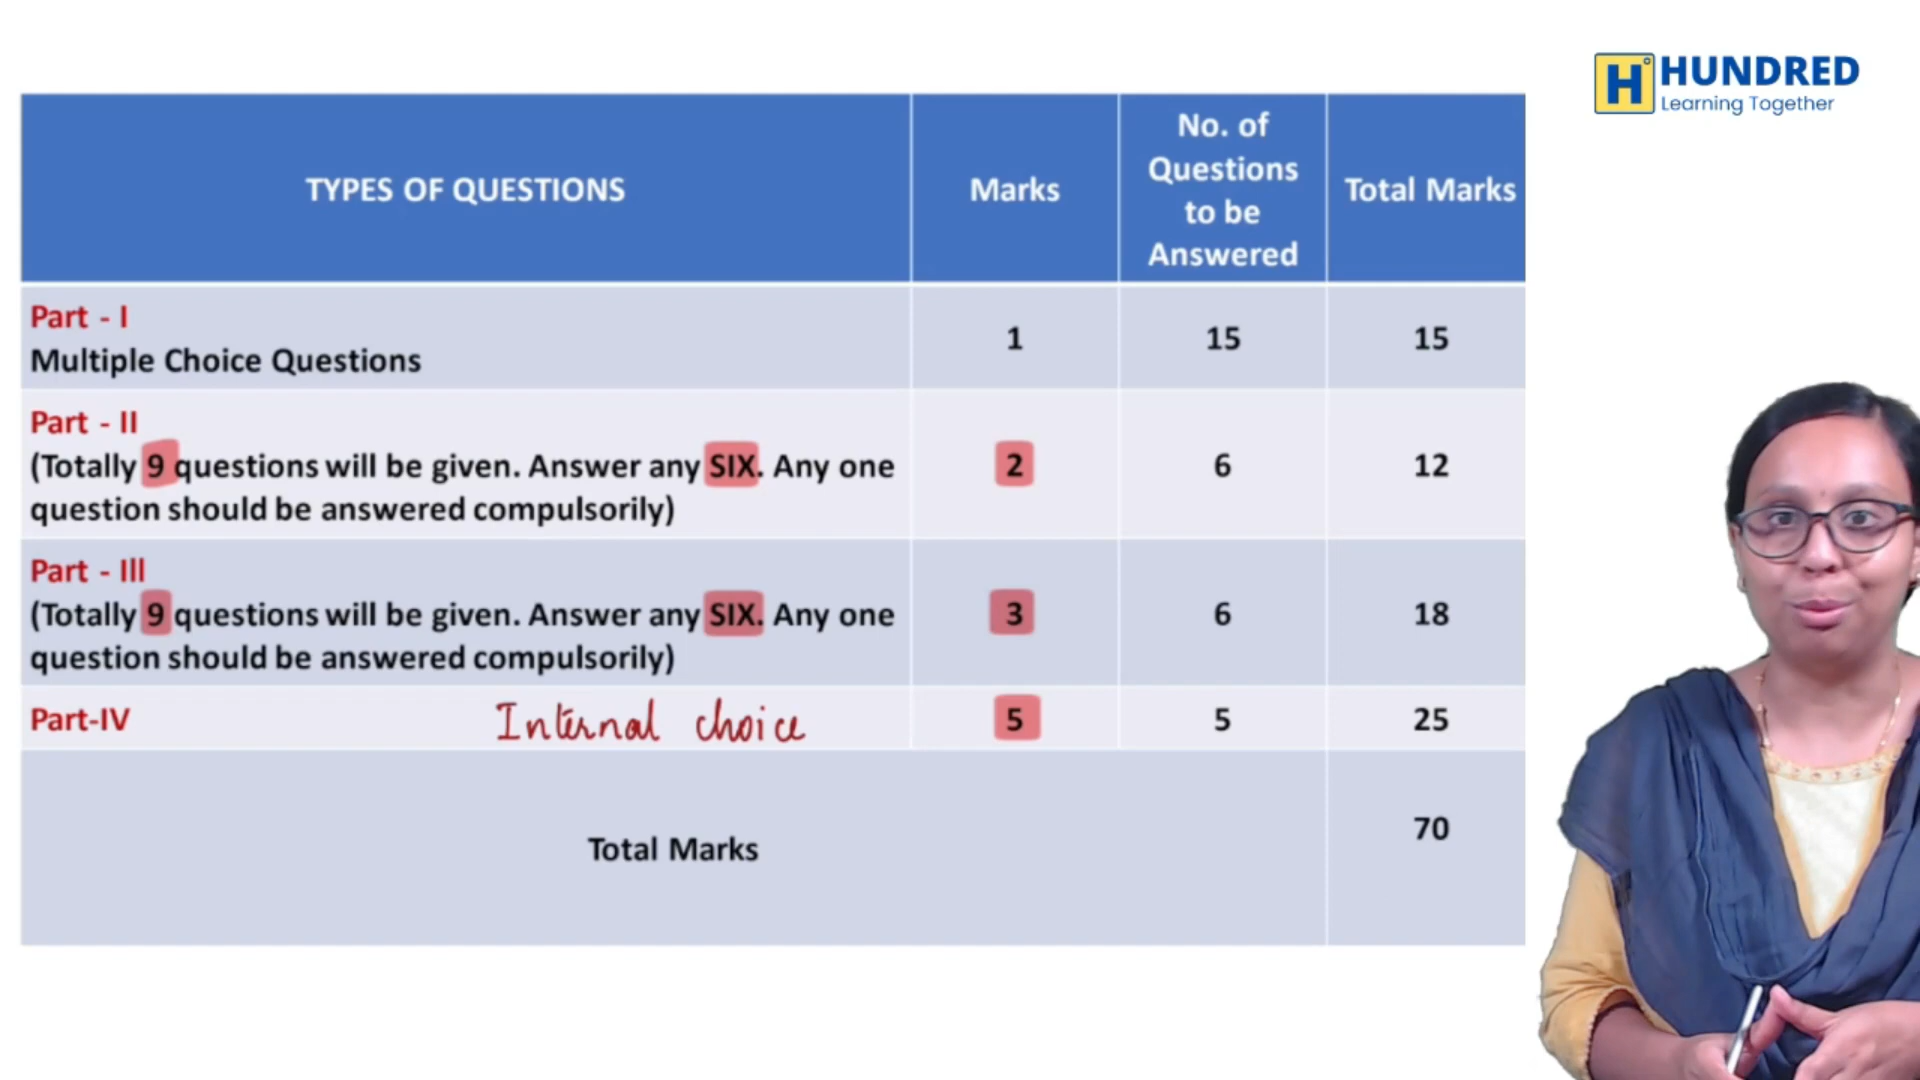 H HUNDRED
Learning Together
TYPES OF QUESTIONS
Marks
No. of
Questions
to be
Answered
Total Marks
Part - I
Multiple Choice Questions
1
15
15
Part - II
(Totally 9 questions will be given. Answer any SIX. Any one
question should be answered compulsorily)
2
6
12
Part - Ill
(Totally 9 questions will be given. Answer any SIX. Any one
question should be answered compulsorily)
3
6
18
Part-IV
Internal choice
5
5
25
Total Marks
70